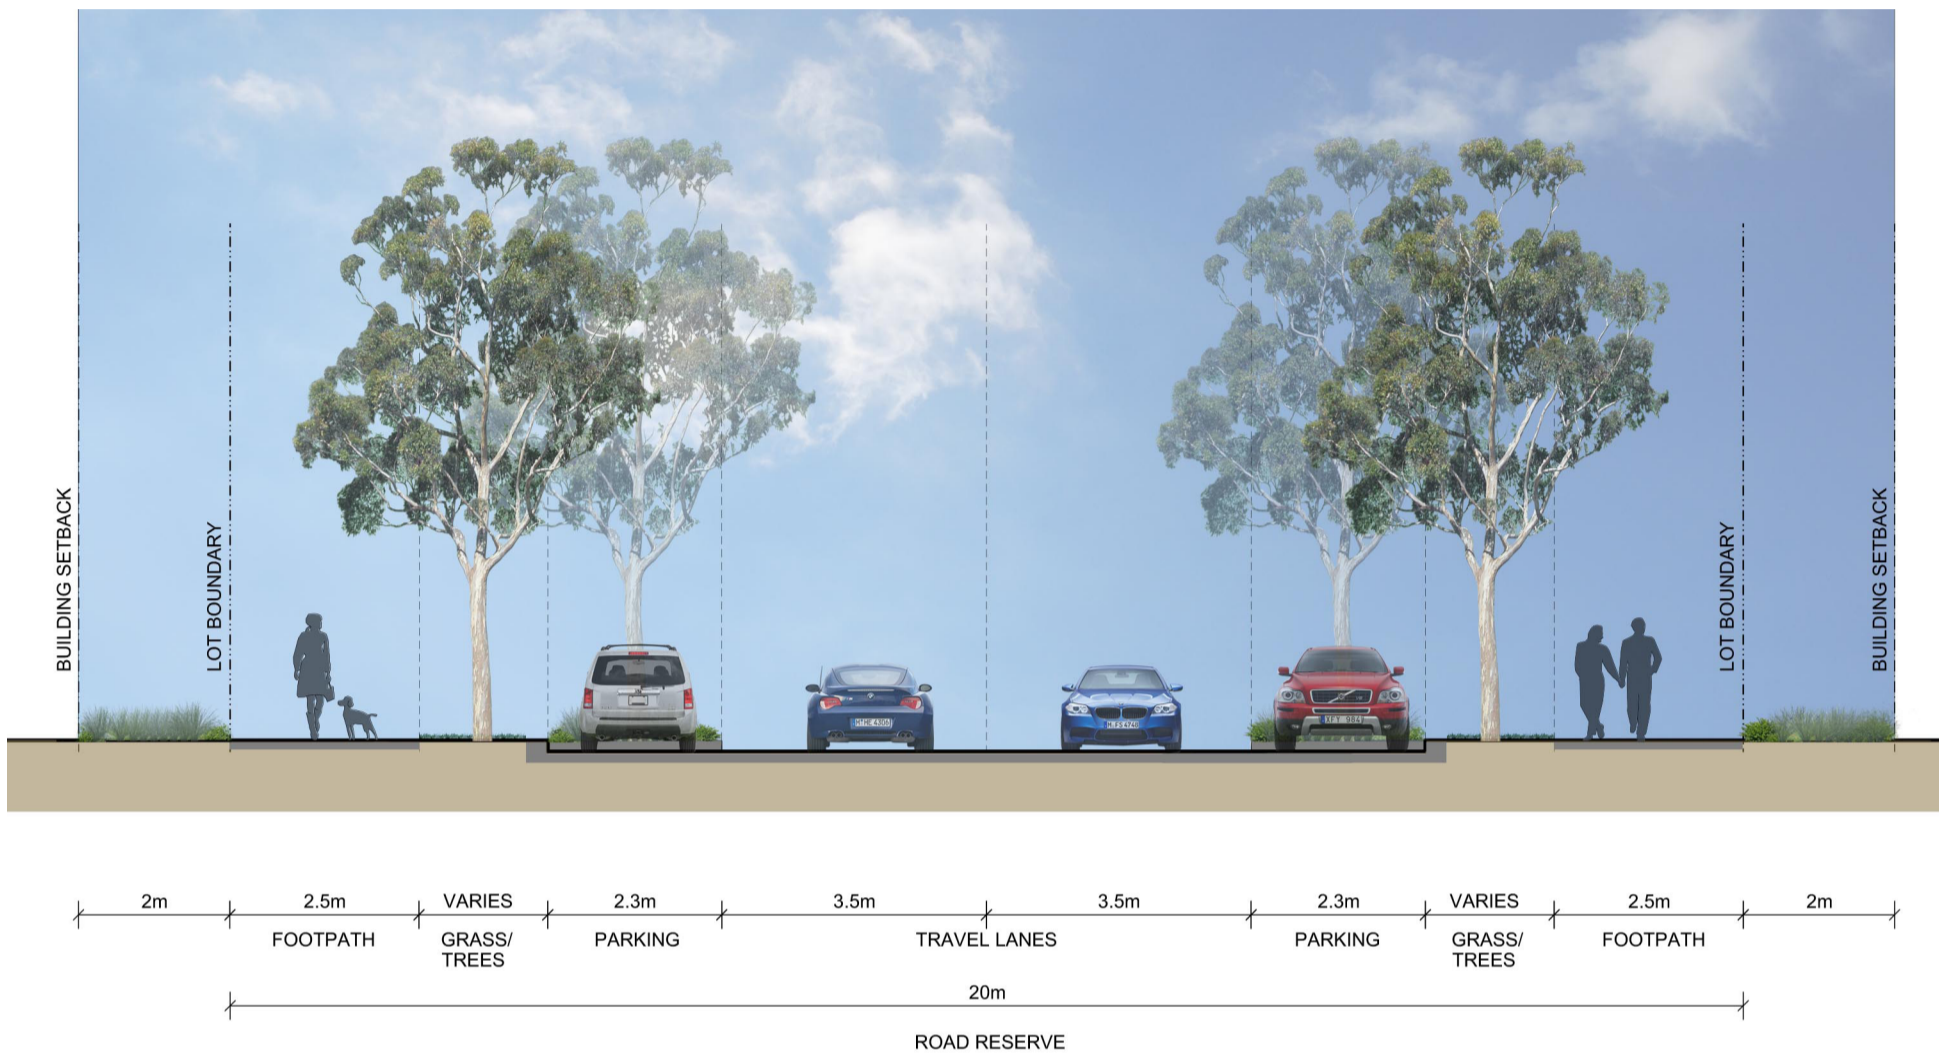 BUILDING SETBACK
LOT BOUNDARY
LOT BOUNDARY
BUILDING SETBACK
2m
2.5m
VARIES
2.3m
3.5m
3.5m
2.3m
VARIES
2.5m
2m
FOOTPATH
GRASS/
TREES
PARKING
TRAVEL LANES
PARKING
GRASS/
TREES
FOOTPATH
20m
ROAD RESERVE